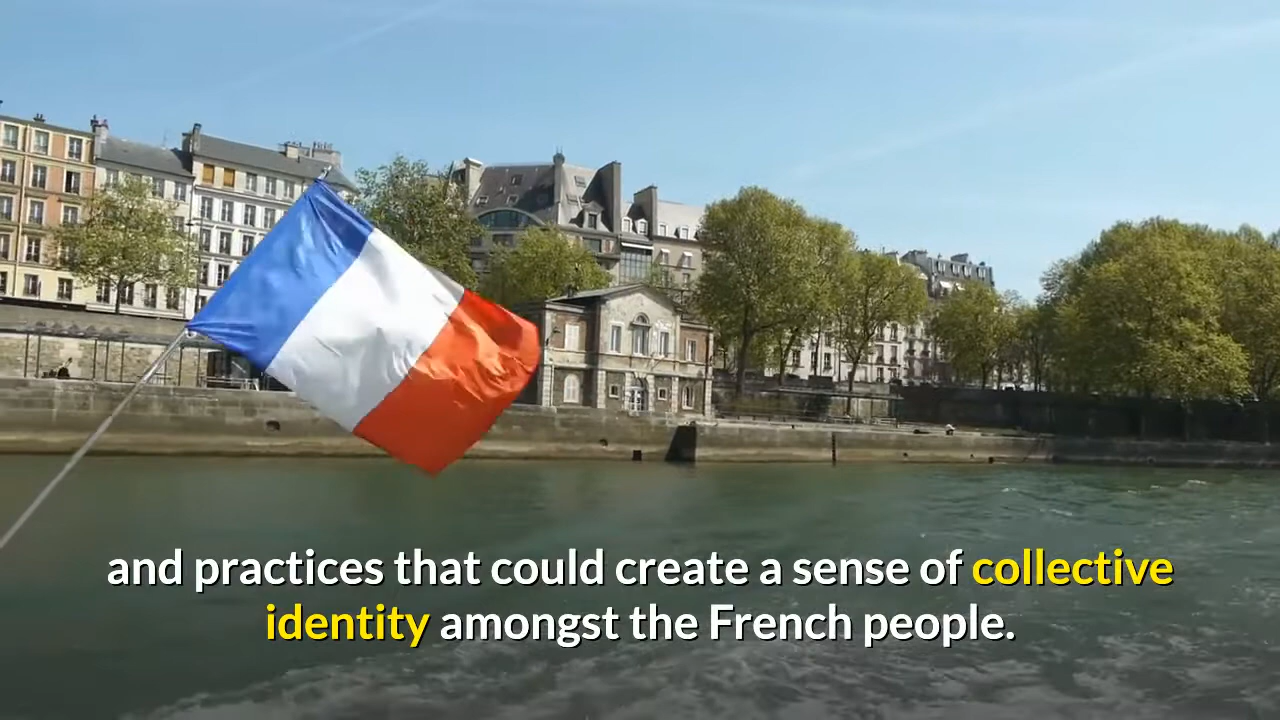 and practices that could create a sense of collective
identity amongst the French people.